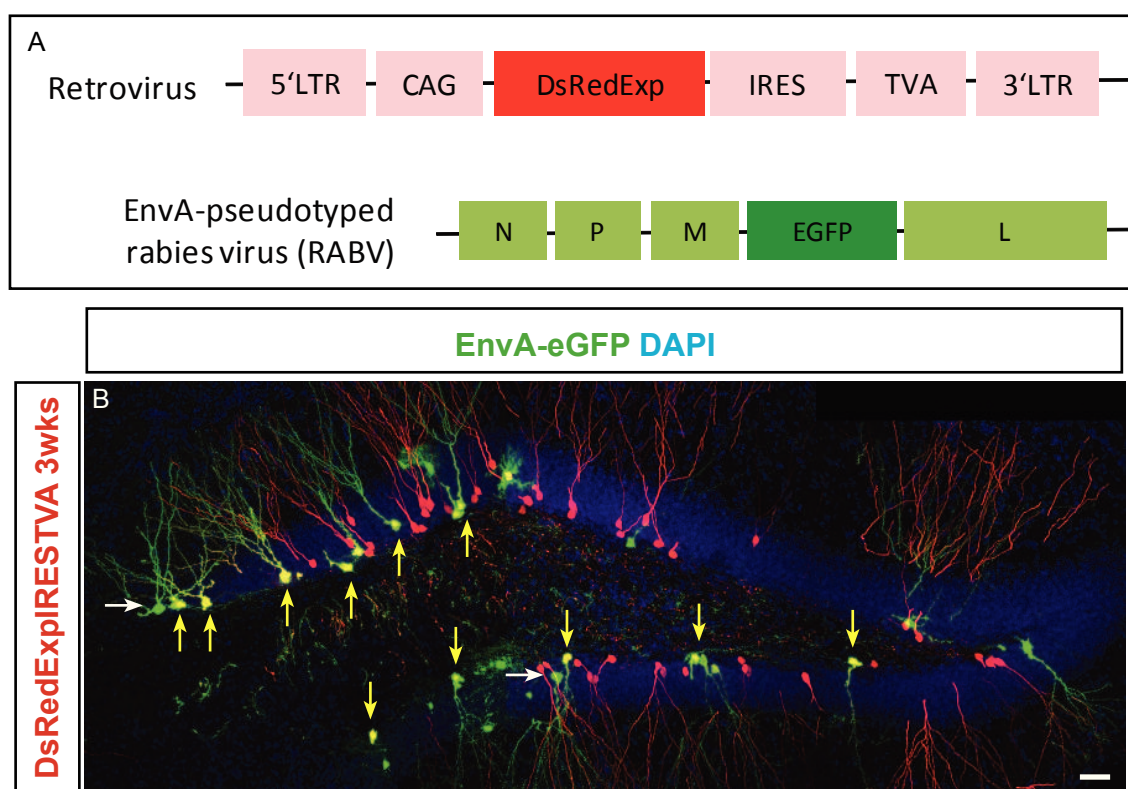 A
5‘LTR CAG DsRedExp IRES TVA 3‘LTR
Retrovirus
EnvA-pseudotyped
rabies virus (RABV)
N P M EGFP L
EnvA-eGFP DAPI
DsRedExpIRESTVA 3wks
B